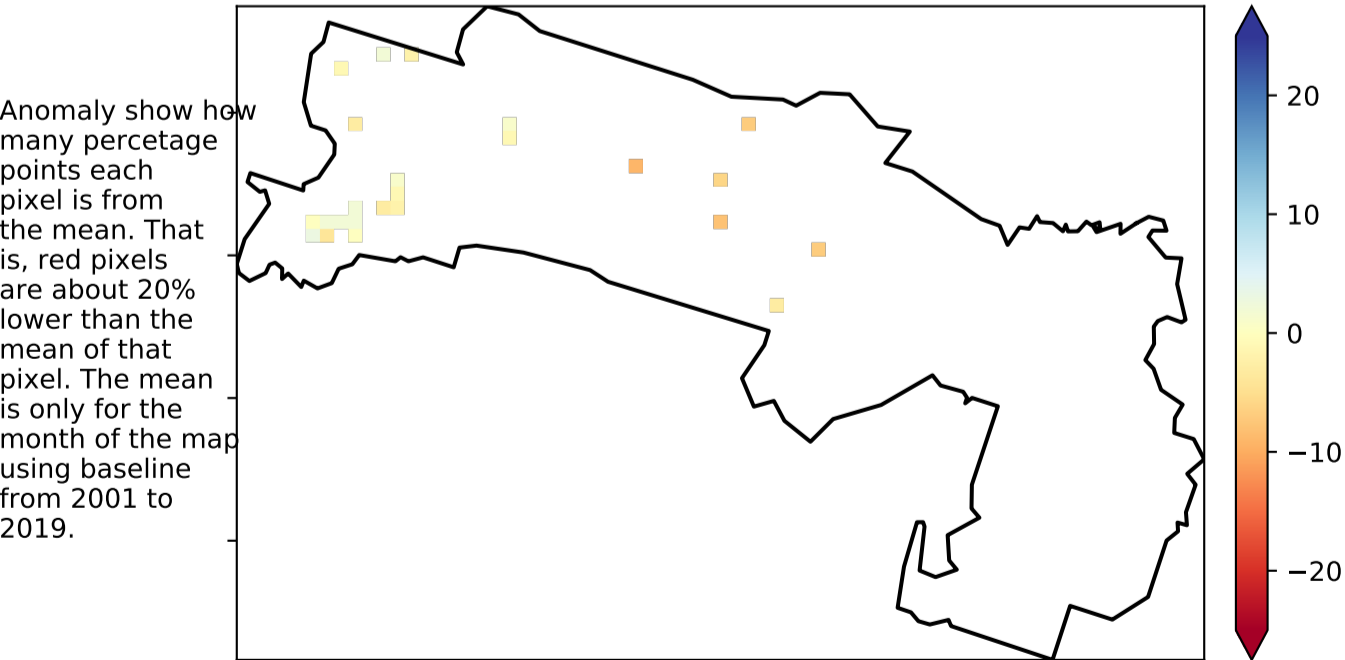 Anomaly show how
many percetage
points each
pixel is from
the mean. That
is, red pixels
are about 20%
lower than the
mean of that
pixel. The mean
is only for the
month of the map
using baseline
from 2001 to
2019.
20
10
0
−10
−20